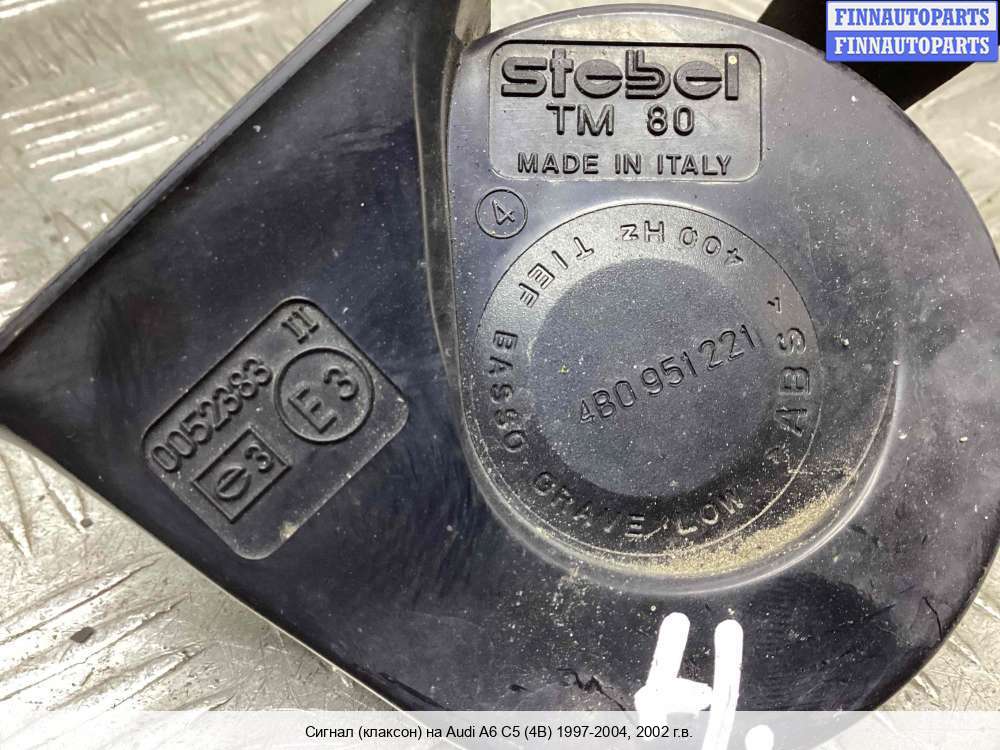 FINNAUTOPARTS
FINNAUTOPARTS
stebel
TM 80
MADE IN ITALY
4
400 Hz TIEF BASSO GRAVE LOW
>ABS<
4B0 951 221
0052383 II
e3
E3
Сигнал (клаксон) на Audi A6 C5 (4B) 1997-2004, 2002 г.в.